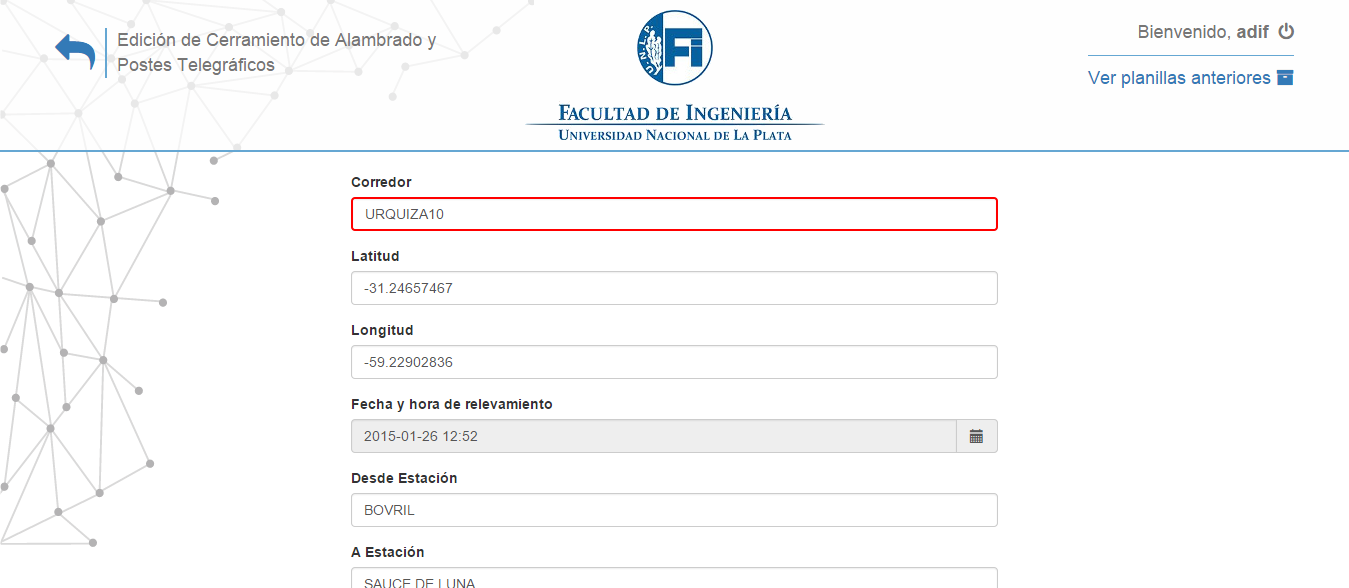 Edición de Cerramiento de Alambrado y
Postes Telegráficos
U.N.L.P.
Fi
FACULTAD DE INGENIERÍA
UNIVERSIDAD NACIONAL DE LA PLATA
Bienvenido, adif
Ver planillas anteriores
Corredor
URQUIZA10
Latitud
-31.24657467
Longitud
-59.22902836
Fecha y hora de relevamiento
2015-01-26 12:52
Desde Estación
BOVRIL
A Estación
SAUCE DE LUNA